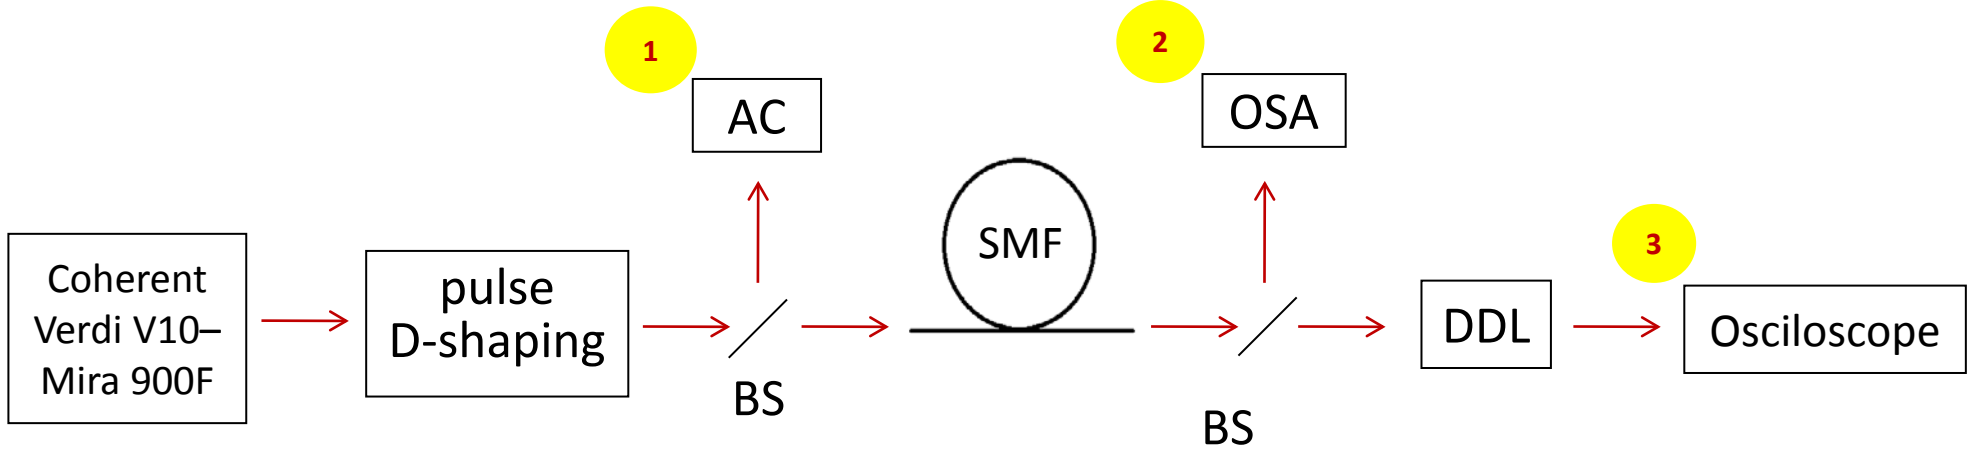 1
AC
2
OSA
SMF
3
Coherent
Verdi V10–
Mira 900F
pulse
D-shaping
BS
BS
DDL
Osciloscope